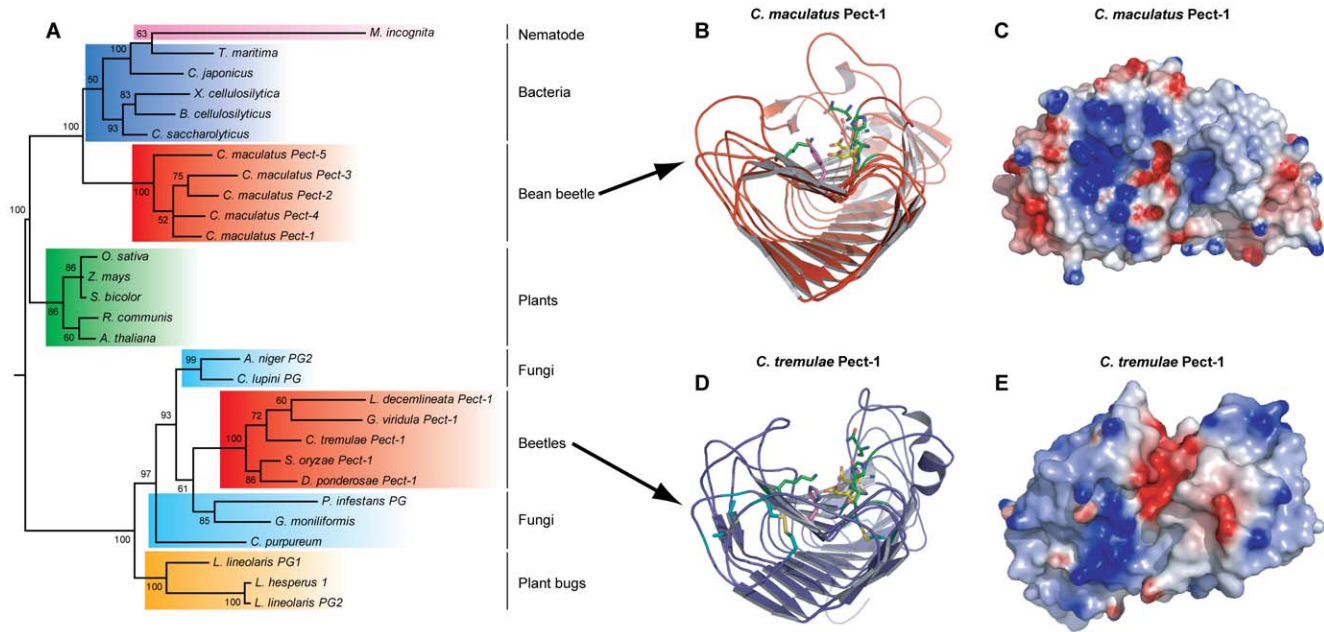 A
M. incognita
Nematode
63
T. maritima
100
C. japonicus
50
X. cellulosilytica
Bacteria
83
B. cellulosilyticus
93
C. saccharolyticus
100
C. maculatus Pect-5
100
C. maculatus Pect-3
75
C. maculatus Pect-2
Bean beetle
C. maculatus Pect-4
52
C. maculatus Pect-1
100
O. sativa
86
Z. mays
S. bicolor
Plants
86
R. communis
60
A. thaliana
99
A. niger PG2
Fungi
C. lupini PG
93
60
L. decemlineata Pect-1
72
G. viridula Pect-1
100
C. tremulae Pect-1
Beetles
S. oryzae Pect-1
86
D. ponderosae Pect-1
97
61
P. infestans PG
85
G. moniliformis
Fungi
C. purpureum
100
L. lineolaris PG1
100
L. hesperus 1
Plant bugs
100
L. lineolaris PG2
C. maculatus Pect-1
B
C. maculatus Pect-1
C
C. tremulae Pect-1
D
C. tremulae Pect-1
E